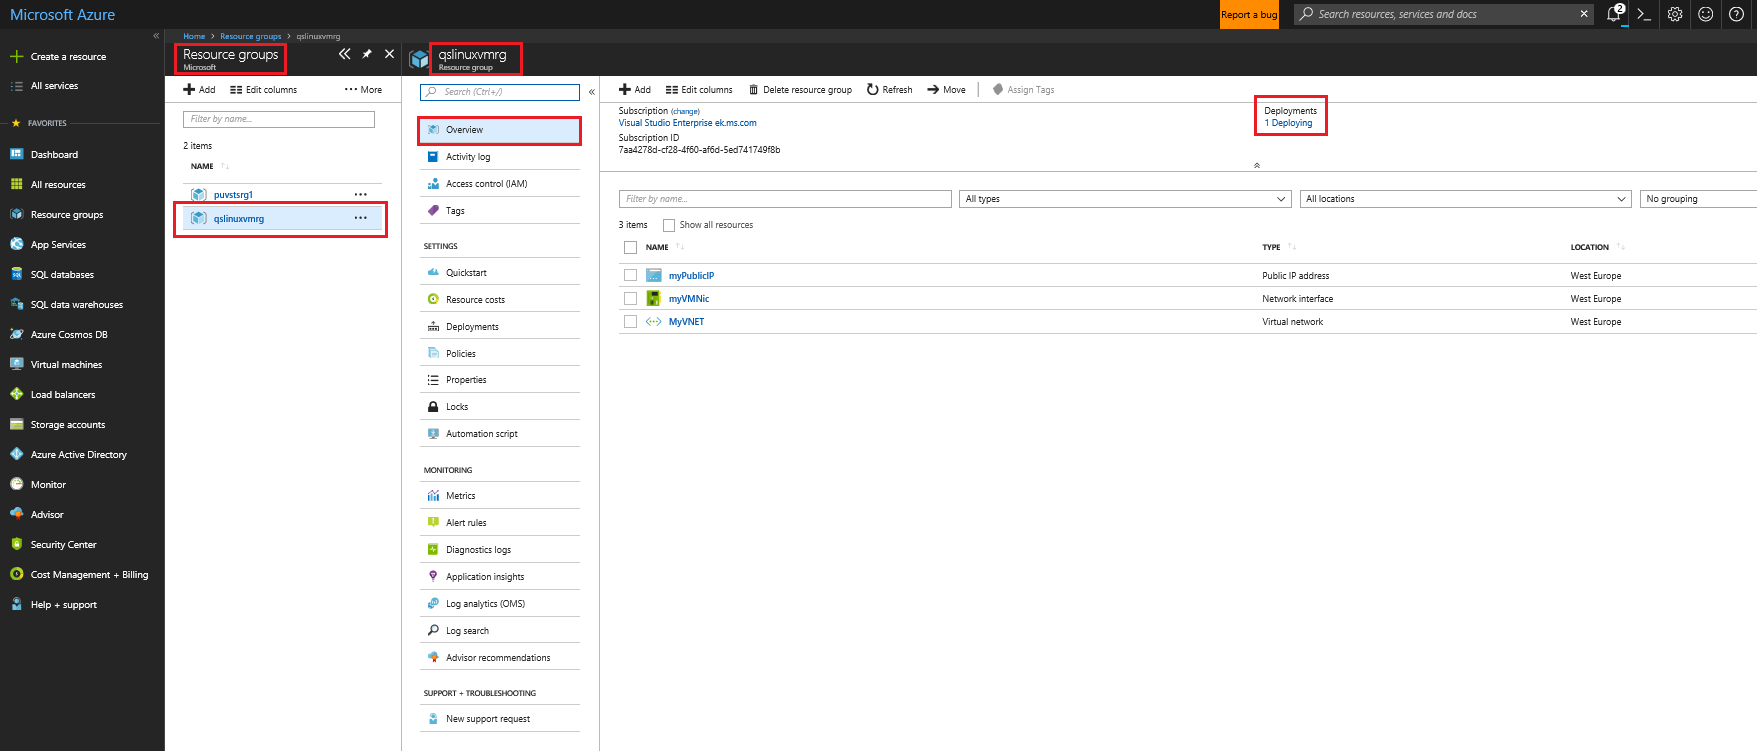 Microsoft Azure
Report a bug
Search resources, services and docs
2
Create a resource
All services
FAVORITES
Dashboard
All resources
Resource groups
App Services
SQL databases
SQL data warehouses
Azure Cosmos DB
Virtual machines
Load balancers
Storage accounts
Azure Active Directory
Monitor
Advisor
Security Center
Cost Management + Billing
Help + support
Home > Resource groups > qslinuxvmrg
Resource groups
Microsoft
Add Edit columns More
Filter by name...
2 items
NAME
puvstsrg1
qslinuxvmrg
qslinuxvmrg
Resource group
Search (Ctrl+/)
Overview
Activity log
Access control (IAM)
Tags
SETTINGS
Quickstart
Resource costs
Deployments
Policies
Properties
Locks
Automation script
MONITORING
Metrics
Alert rules
Diagnostics logs
Application insights
Log analytics (OMS)
Log search
Advisor recommendations
SUPPORT + TROUBLESHOOTING
New support request
Add Edit columns Delete resource group Refresh Move Assign Tags
Subscription (change)
Visual Studio Enterprise ek.ms.com
Subscription ID
7aa4278d-cf28-4f60-af6d-5ed741749f8b
Deployments
1 Deploying
Filter by name... All types All locations No grouping
3 items Show all resources
NAME TYPE LOCATION
myPublicIP Public IP address West Europe
myVMNic Network interface West Europe
MyVNET Virtual network West Europe